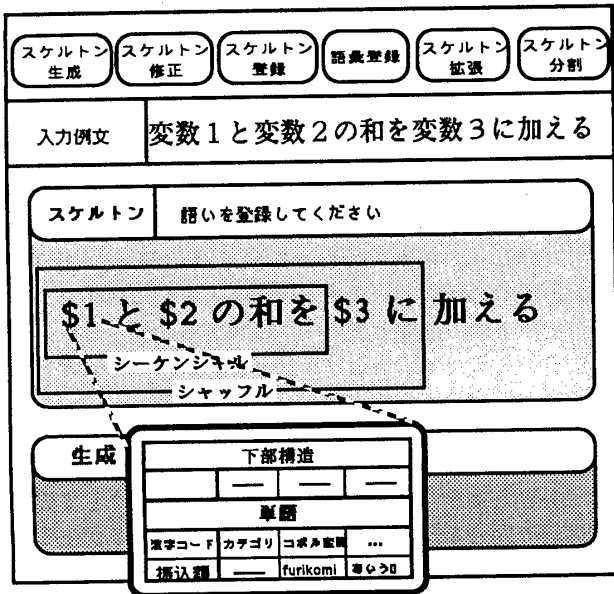 スケルトン
生成
スケルトン
修正
スケルトン
登録
語彙登録
スケルトン
拡張
スケルトン
分割
入力例文
変数1と変数2の和を変数3に加える
スケルトン
語いを登録してください
$1 と $2 の和を $3 に 加える
シーケンシャル
シャッフル
生成
下部構造
— — —
単語
漢字コード カテゴリ コボル変数 ...
振込額 — furikomi